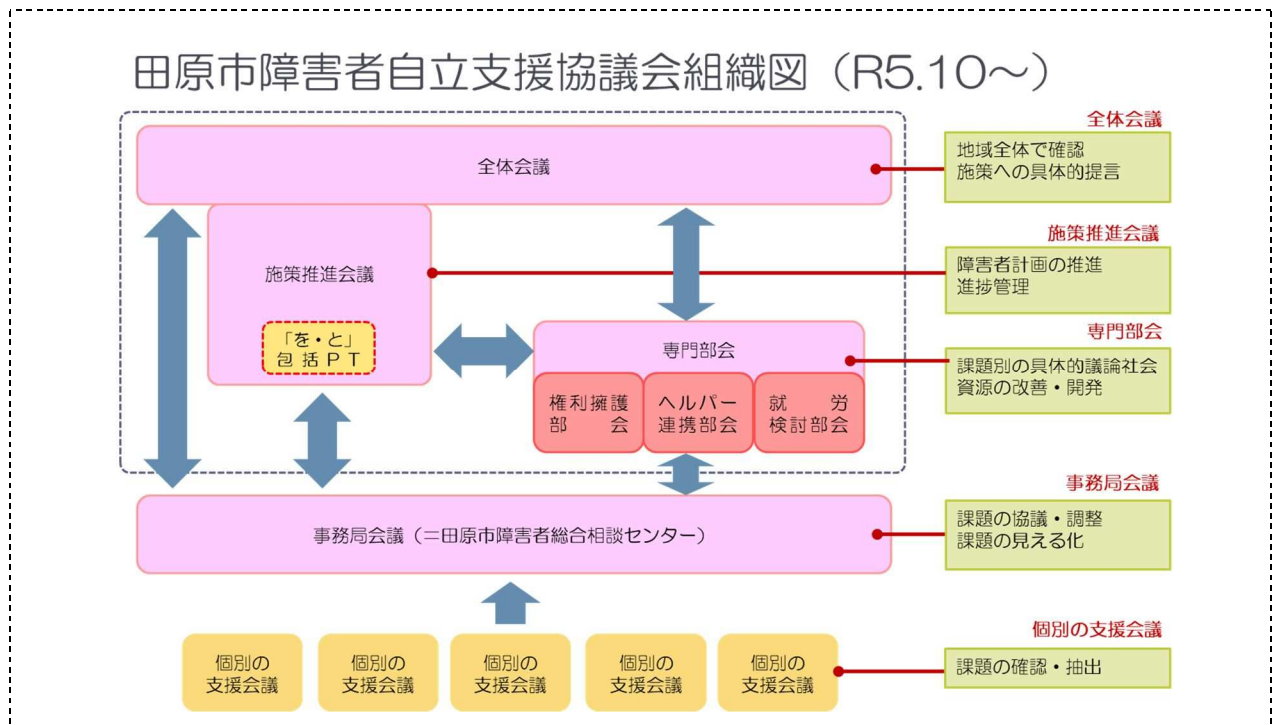 田原市障害者自立支援協議会組織図（R5.10～）
全体会議
全体会議
地域全体で確認
施策への具体的提言
施策推進会議
施策推進会議
障害者計画の推進
進捗管理
「を・と」
包括ＰＴ
専門部会
専門部会
課題別の具体的議論社会
資源の改善・開発
権利擁護
部会
ヘルパー
連携部会
就労
検討部会
事務局会議（＝田原市障害者総合相談センター）
事務局会議
課題の協議・調整
課題の見える化
個別の
支援会議
個別の
支援会議
個別の
支援会議
個別の
支援会議
個別の
支援会議
個別の支援会議
課題の確認・抽出